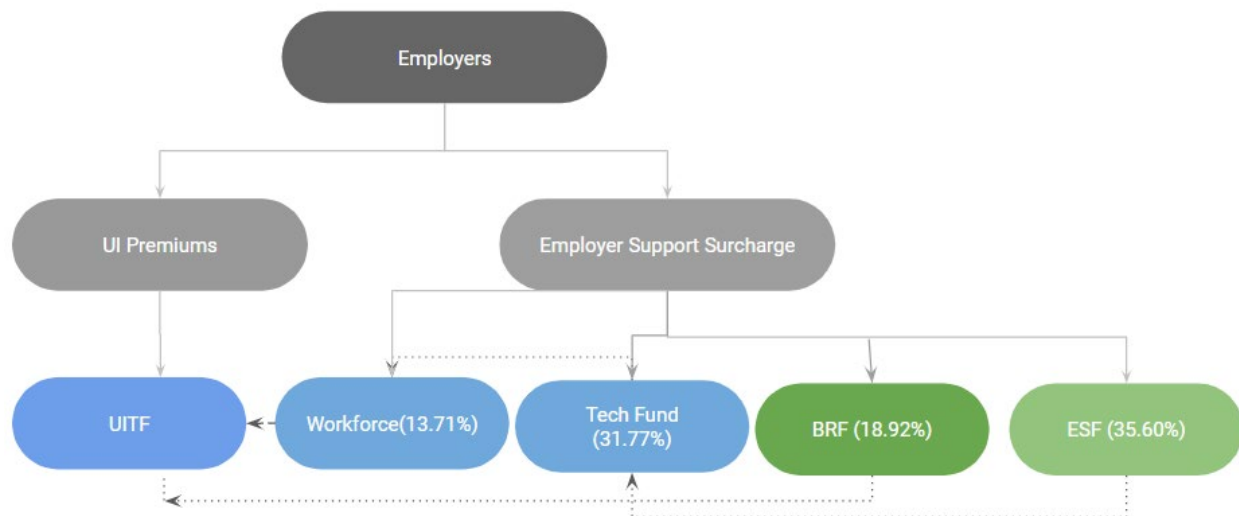 Employers
UI Premiums
Employer Support Surcharge
UITF
Workforce(13.71%)
Tech Fund
(31.77%)
BRF (18.92%)
ESF (35.60%)